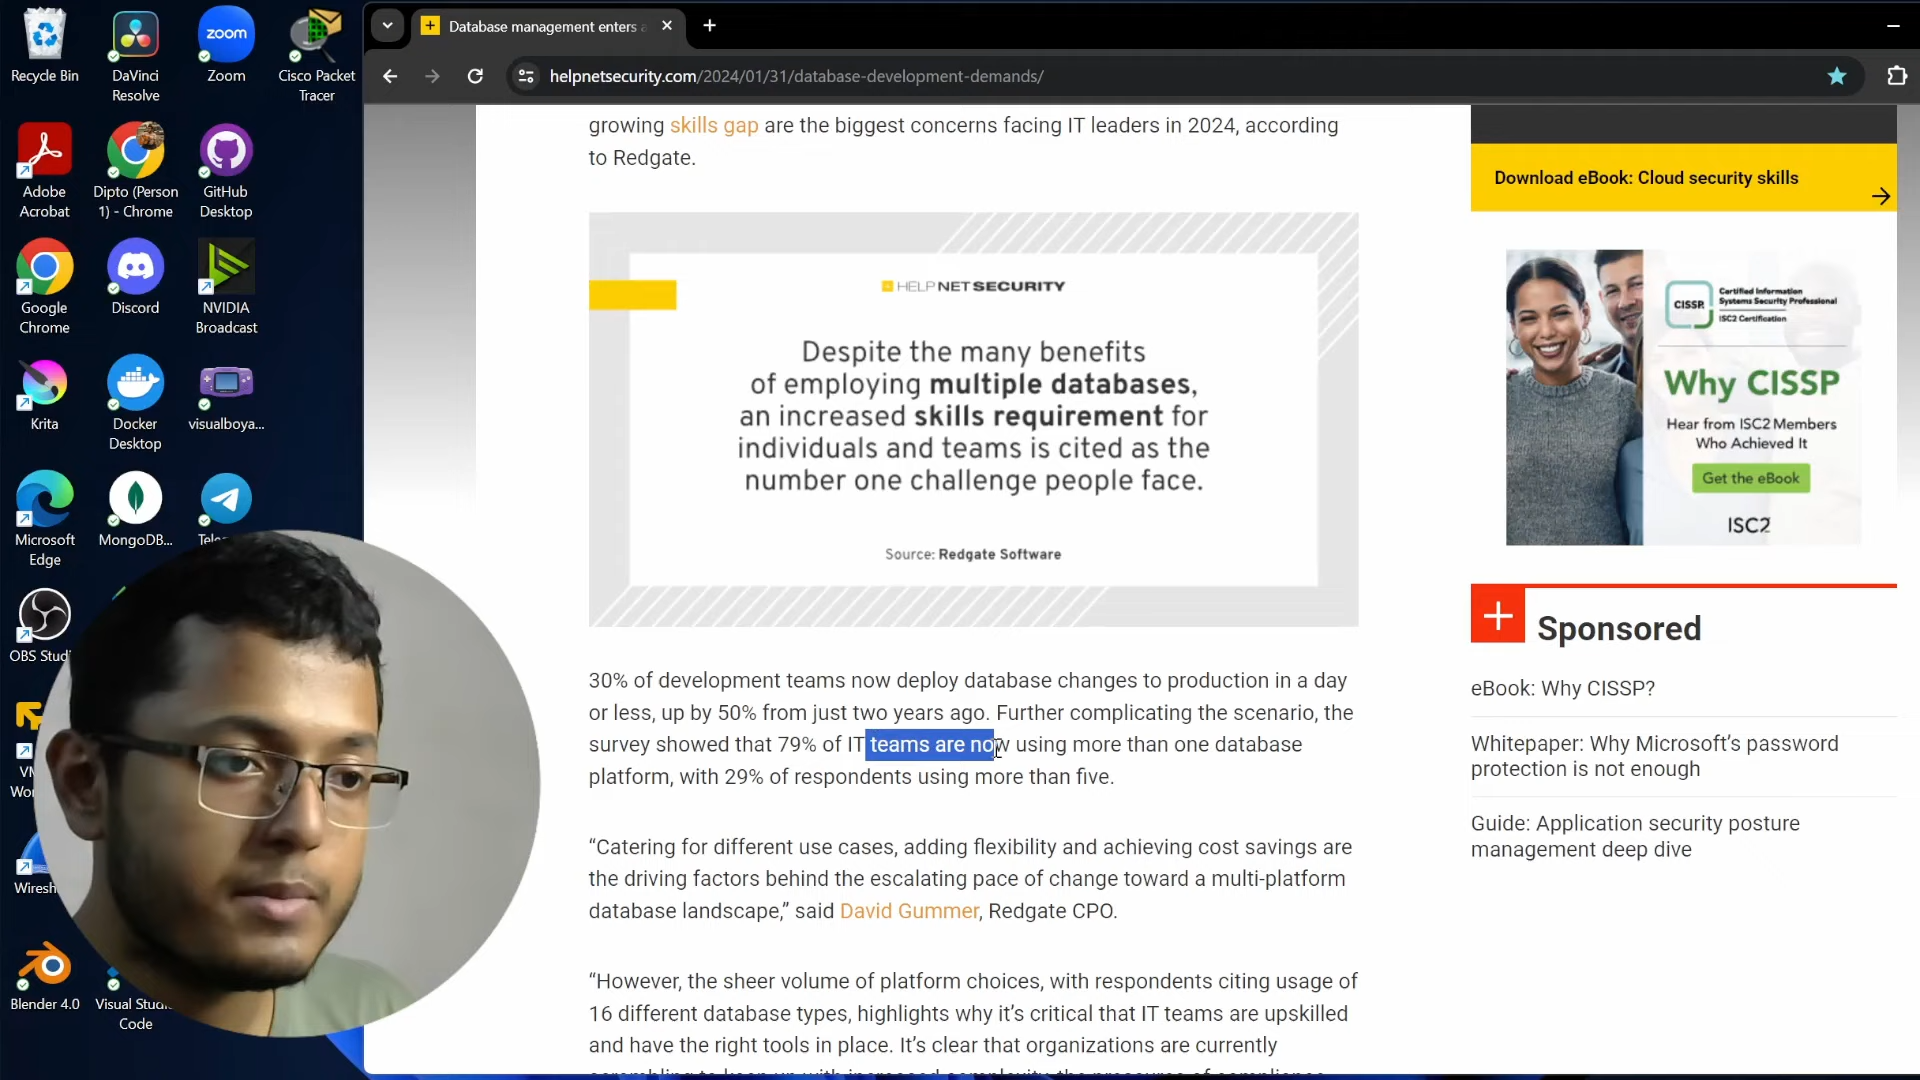 Recycle Bin
DaVinci
Resolve
Zoom
zoom
Cisco Packet
Tracer
Adobe
Acrobat
Dipto (Person
1) - Chrome
GitHub
Desktop
Google
Chrome
Discord
NVIDIA
Broadcast
Krita
Docker
Desktop
visualboya...
Microsoft
Edge
MongoDB...
OBS
Blender 4.0
Code
Database management enters
helpnetsecurity.com/2024/01/31/database-development-demands/
growing skills gap are the biggest concerns facing IT leaders in 2024, according
to Redgate.
HELP NET SECURITY
Despite the many benefits
of employing multiple databases,
an increased skills requirement for
individuals and teams is cited as the
number one challenge people face.
Source: Redgate Software
30% of development teams now deploy database changes to production in a day
or less, up by 50% from just two years ago. Further complicating the scenario, the
survey showed that 79% of IT teams are now using more than one database
platform, with 29% of respondents using more than five.
“Catering for different use cases, adding flexibility and achieving cost savings are
the driving factors behind the escalating pace of change toward a multi-platform
database landscape,” said David Gummer, Redgate CPO.
“However, the sheer volume of platform choices, with respondents citing usage of
16 different database types, highlights why it’s critical that IT teams are upskilled
and have the right tools in place. It’s clear that organizations are currently
Download eBook: Cloud security skills
CISSP
Certified Information
Systems Security Professional
ISC2 Certification
Why CISSP
Hear from ISC2 Members
Who Achieved It
Get the eBook
ISC2
Sponsored
eBook: Why CISSP?
Whitepaper: Why Microsoft’s password
protection is not enough
Guide: Application security posture
management deep dive